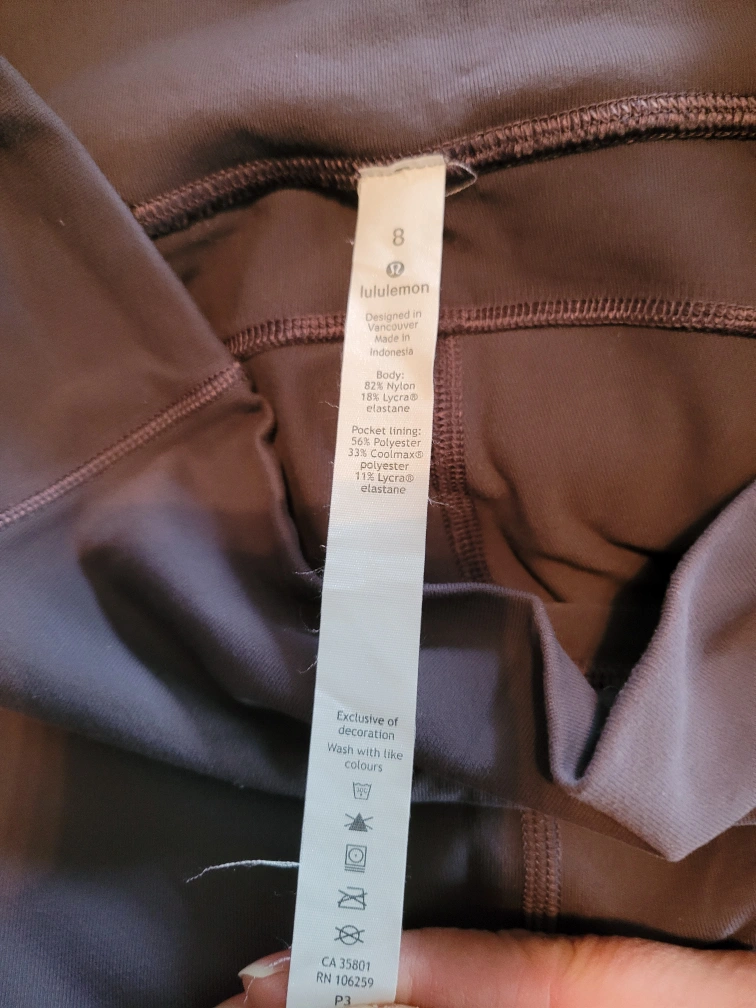 8
lululemon
Designed in
Vancouver
Made in
Indonesia
Body:
82% Nylon
18% Lycra®
elastane
Pocket lining:
56% Polyester
33% Coolmax®
polyester
11% Lycra®
elastane
Exclusive of
decoration
Wash with like
colours
30C
CA 35801
RN 106259
P3